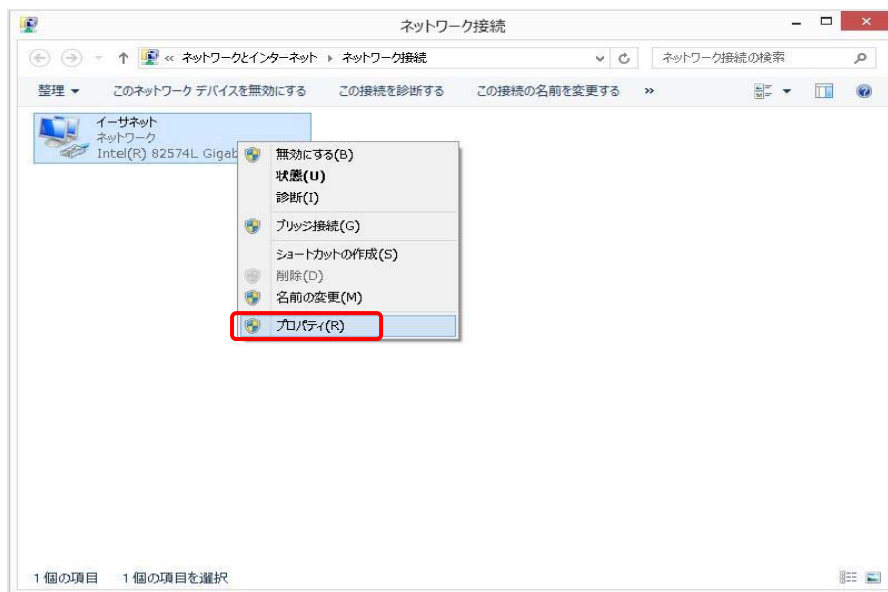 ネットワーク接続
« ネットワークとインターネット ▸ ネットワーク接続
ネットワーク接続の検索
整理 このネットワーク デバイスを無効にする この接続を診断する この接続の名前を変更する »
イーサネット
ネットワーク
Intel(R) 82574L Gigab
無効にする(B)
状態(U)
診断(I)
ブリッジ接続(G)
ショートカットの作成(S)
削除(D)
名前の変更(M)
プロパティ(R)
1 個の項目 1 個の項目を選択